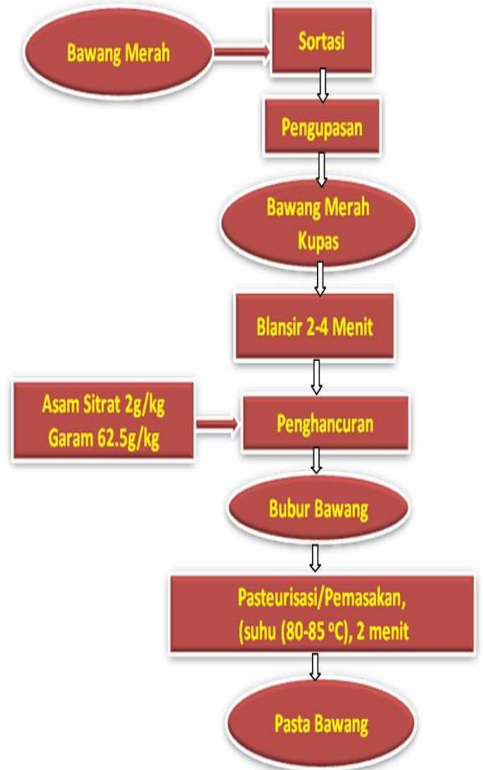 Bawang Merah
Sortasi
Pengupasan
Bawang Merah
Kupas
Blansir 2-4 Menit
Asam Sitrat 2g/kg
Garam 62.5g/kg
Penghancuran
Bubur Bawang
Pasteurisasi/Pemasakan,
(suhu (80-85 °C), 2 menit
Pasta Bawang